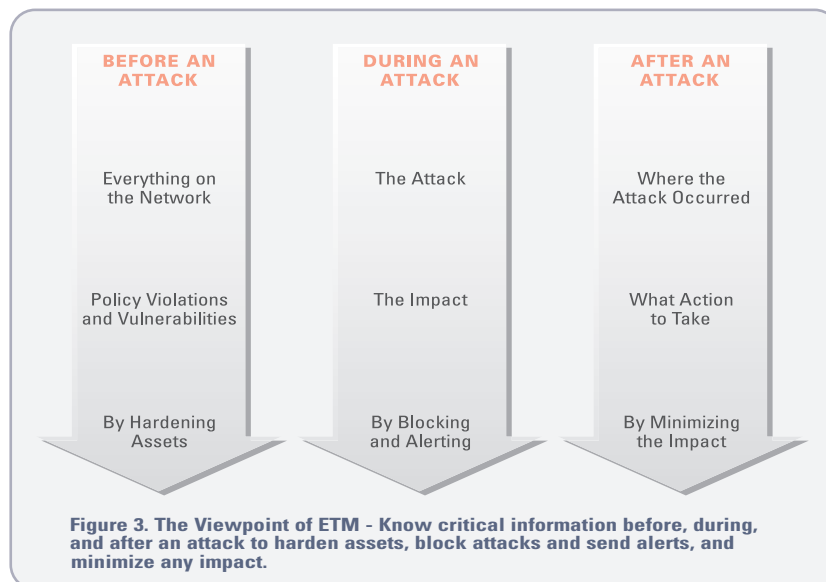 BEFORE AN
ATTACK
Everything on
the Network
Policy Violations
and Vulnerabilities
By Hardening
Assets
DURING AN
ATTACK
The Attack
The Impact
By Blocking
and Alerting
AFTER AN
ATTACK
Where the
Attack Occurred
What Action
to Take
By Minimizing
the Impact
Figure 3. The Viewpoint of ETM - Know critical information before, during,
and after an attack to harden assets, block attacks and send alerts, and
minimize any impact.